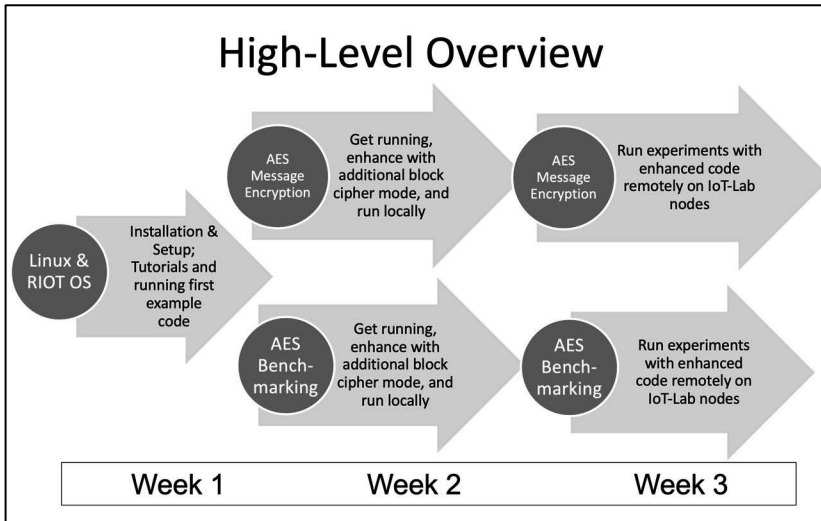 High-Level Overview
Linux &
RIOT OS
Installation &
Setup;
Tutorials and
running first
example
code
AES
Message
Encryption
Get running,
enhance with
additional block
cipher mode, and
run locally
AES
Message
Encryption
Run experiments with
enhanced code
remotely on IoT-Lab
nodes
AES
Bench-
marking
Get running,
enhance with
additional block
cipher mode, and
run locally
AES
Bench-
marking
Run experiments
with enhanced
code remotely on
IoT-Lab nodes
Week 1
Week 2
Week 3